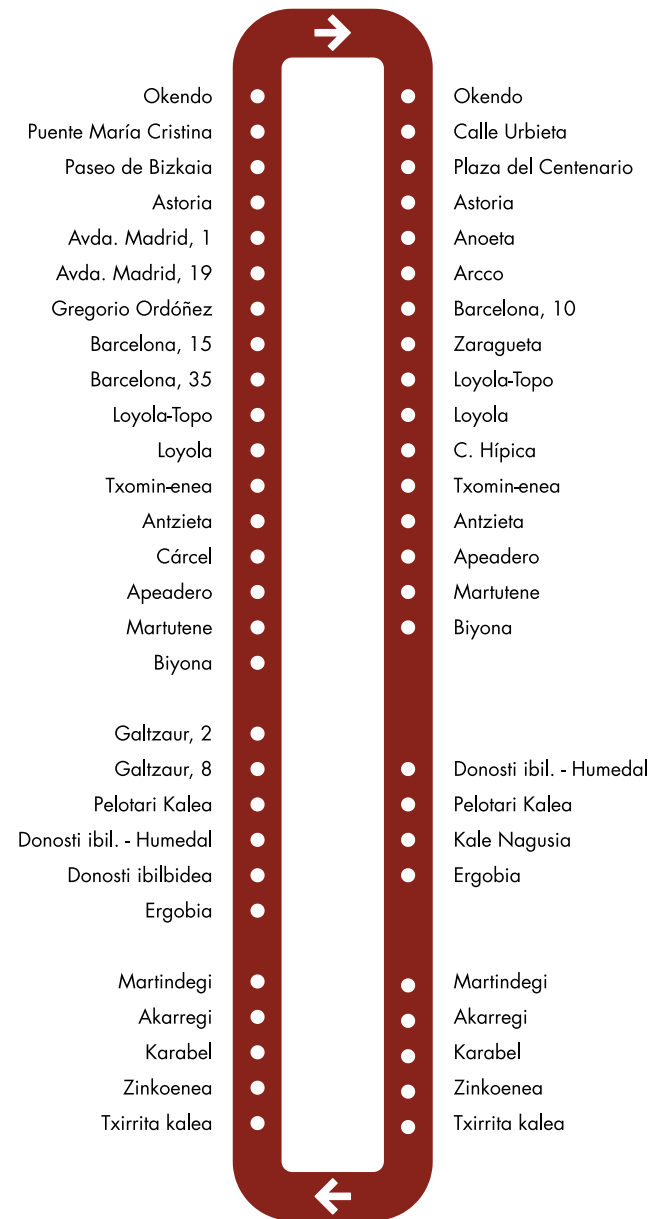 Okendo
Puente María Cristina
Paseo de Bizkaia
Astoria
Avda. Madrid, 1
Avda. Madrid, 19
Gregorio Ordóñez
Barcelona, 15
Barcelona, 35
Loyola-Topo
Loyola
Txomin-enea
Antzieta
Cárcel
Apeadero
Martutene
Biyona
Galtzaur, 2
Galtzaur, 8
Pelotari Kalea
Donosti ibil. - Humedal
Donosti ibilbidea
Ergobia
Martindegi
Akarregi
Karabel
Zinkoenea
Txirrita kalea
Okendo
Calle Urbieta
Plaza del Centenario
Astoria
Anoeta
Arcco
Barcelona, 10
Zaragueta
Loyola-Topo
Loyola
C. Hípica
Txomin-enea
Antzieta
Apeadero
Martutene
Biyona
Donosti ibil. - Humedal
Pelotari Kalea
Kale Nagusia
Ergobia
Martindegi
Akarregi
Karabel
Zinkoenea
Txirrita kalea